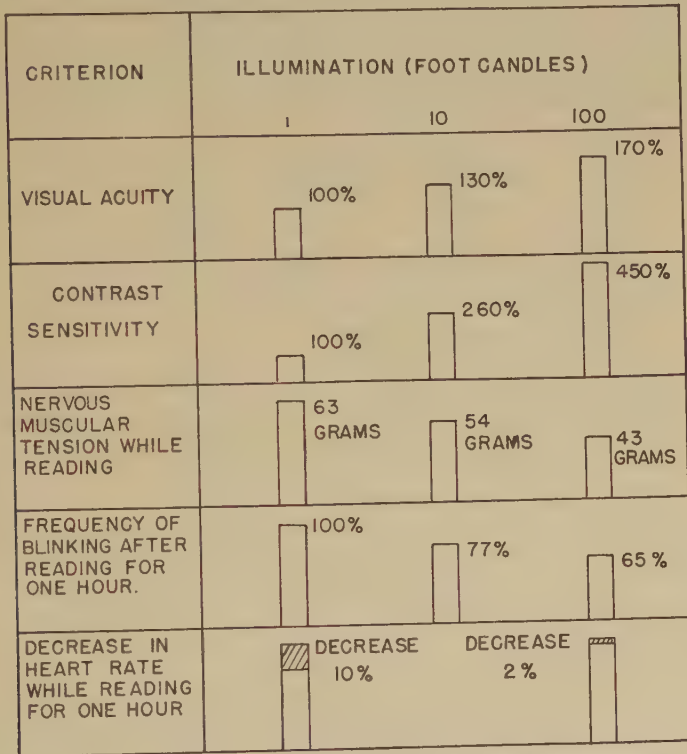 CRITERION
ILLUMINATION (FOOT CANDLES)
1 10 100
VISUAL ACUITY
100%
130%
170%
CONTRAST
SENSITIVITY
100%
260%
450%
NERVOUS
MUSCULAR
TENSION WHILE
READING
63
GRAMS
54
GRAMS
43
GRAMS
FREQUENCY OF
BLINKING AFTER
READING FOR
ONE HOUR.
100%
77%
65%
DECREASE IN
HEART RATE
WHILE READING
FOR ONE HOUR
DECREASE
10%
DECREASE
2%